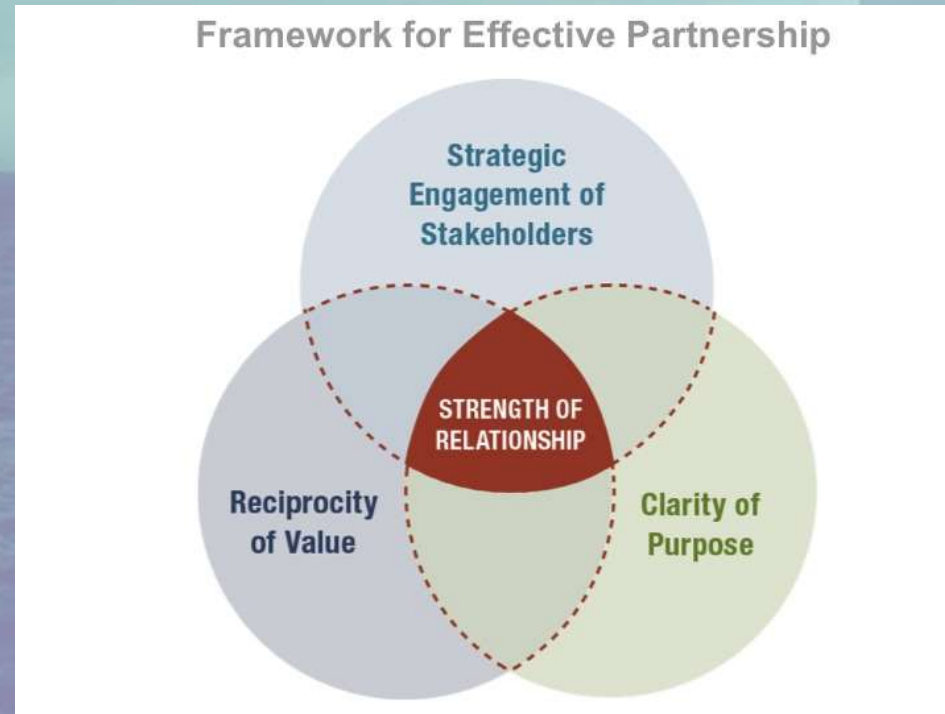 Framework for Effective Partnership
Strategic
Engagement of
Stakeholders
STRENGTH OF
RELATIONSHIP
Reciprocity
of Value
Clarity of
Purpose